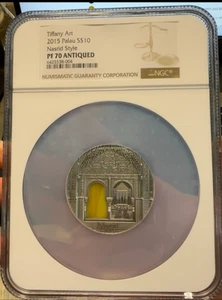 Tiffany Art
2015 Palau S$10
Nasrid Style
PF 70 ANTIQUED
NUMISMATIC GUARANTY CORPORATION
NGC